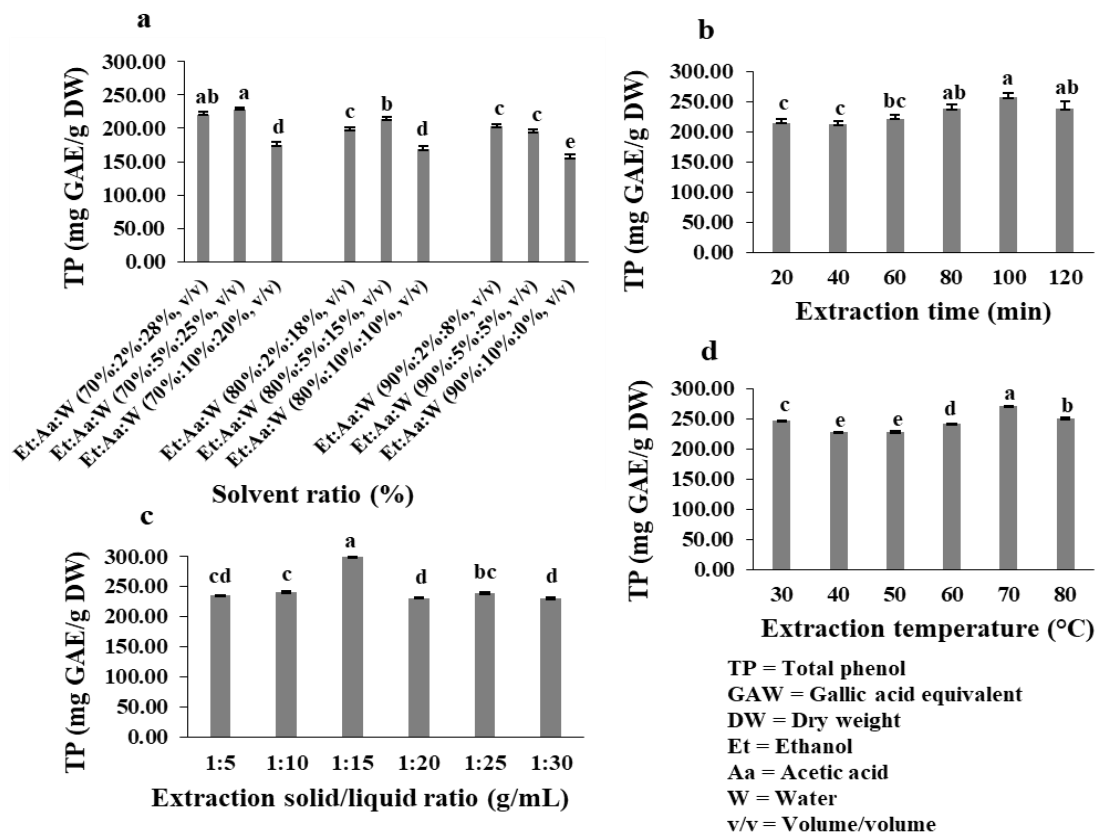 a
TP (mg GAE/g DW)
300.00
250.00
200.00
150.00
100.00
50.00
0.00
ab
a
d
c
b
d
c
c
e
Et:Aa:W (70%:2%:28%, v/v)
Et:Aa:W (70%:5%:25%, v/v)
Et:Aa:W (70%:10%:20%, v/v)
Et:Aa:W (80%:2%:18%, v/v)
Et:Aa:W (80%:5%:15%, v/v)
Et:Aa:W (80%:10%:10%, v/v)
Et:Aa:W (90%:2%:8%, v/v)
Et:Aa:W (90%:5%:5%, v/v)
Et:Aa:W (90%:10%:0%, v/v)
Solvent ratio (%)
b
TP (mg GAE/g DW)
300.00
250.00
200.00
150.00
100.00
50.00
0.00
c
c
bc
ab
a
ab
20 40 60 80 100 120
Extraction time (min)
c
TP (mg GAE/g DW)
300.00
250.00
200.00
150.00
100.00
50.00
0.00
cd
c
a
d
bc
d
1:5 1:10 1:15 1:20 1:25 1:30
Extraction solid/liquid ratio (g/mL)
d
TP (mg GAE/g DW)
300.00
250.00
200.00
150.00
100.00
50.00
0.00
c
e
e
d
a
b
30 40 50 60 70 80
Extraction temperature (°C)
TP = Total phenol
GAW = Gallic acid equivalent
DW = Dry weight
Et = Ethanol
Aa = Acetic acid
W = Water
v/v = Volume/volume